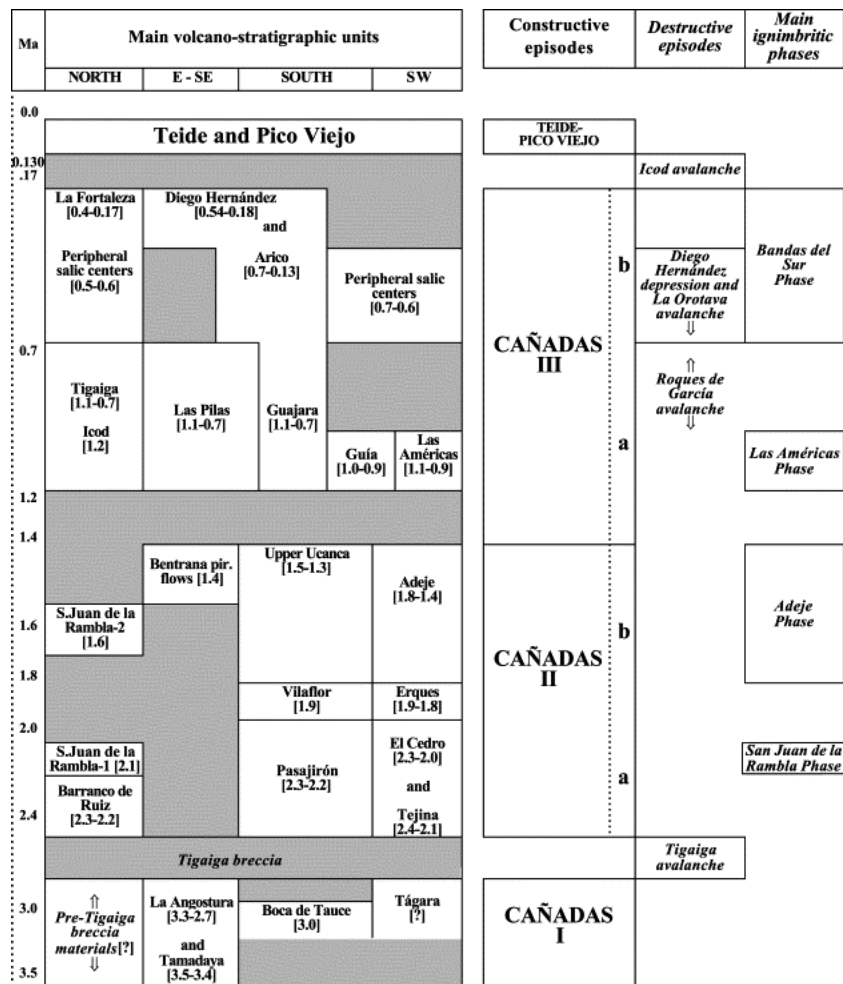 Ma
Main volcano-stratigraphic units
NORTH
E - SE
SOUTH
SW
Constructive
episodes
Destructive
episodes
Main
ignimbritic
phases
0.0
0.130
.17
0.7
1.2
1.4
1.6
1.8
2.0
2.4
3.0
3.5
Teide and Pico Viejo
La Fortaleza
[0.4-0.17]
Peripheral
salic centers
[0.5-0.6]
Diego Hernández
[0.54-0.18]
and
Arico
[0.7-0.13]
Peripheral salic
centers
[0.7-0.6]
Tigaiga
[1.1-0.7]
Icod
[1.2]
Las Pilas
[1.1-0.7]
Guajara
[1.1-0.7]
Guía
[1.0-0.9]
Las
Américas
[1.1-0.9]
Bentrana pir.
flows [1.4]
Upper Ucanca
[1.5-1.3]
Adeje
[1.8-1.4]
S.Juan de la
Rambla-2
[1.6]
Vilaflor
[1.9]
Erques
[1.9-1.8]
S.Juan de la
Rambla-1 [2.1]
Barranco de
Ruiz
[2.3-2.2]
Pasajirón
[2.3-2.2]
El Cedro
[2.3-2.0]
and
Tejina
[2.4-2.1]
Tigaiga breccia
⇑
Pre-Tigaiga
breccia
materials[?]
⇓
La Angostura
[3.3-2.7]
and
Tamadaya
[3.5-3.4]
Boca de Tauce
[3.0]
Tágara
[?]
TEIDE-
PICO VIEJO
CAÑADAS
III
b
a
CAÑADAS
II
b
a
CAÑADAS
I
Icod avalanche
Diego
Hernández
depression and
La Orotava
avalanche
⇓
⇑
Roques de
García
avalanche
⇓
Tigaiga
avalanche
Bandas del
Sur
Phase
Las Américas
Phase
Adeje
Phase
San Juan de la
Rambla Phase